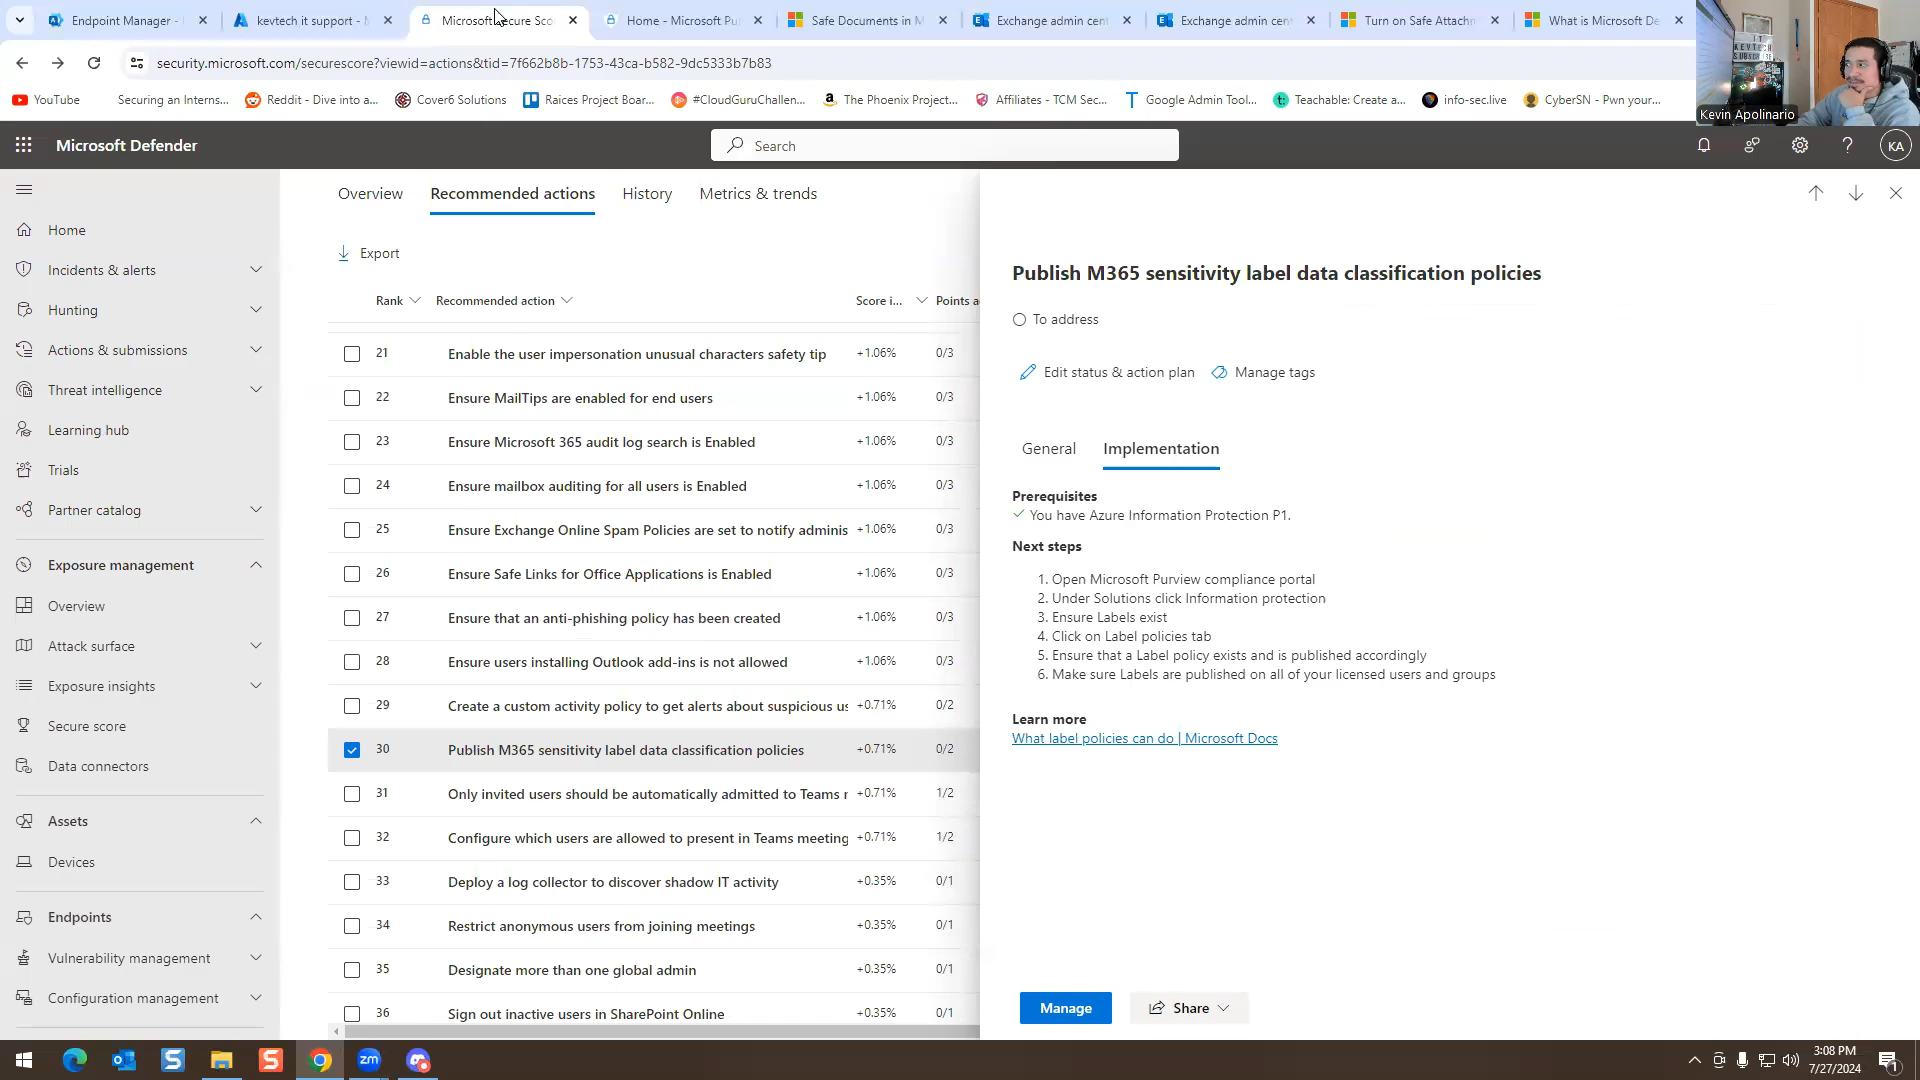 Endpoint Manager -
kevtech it support -
Microsoft Secure Sco
Home - Microsoft Pu
Safe Documents in M
Exchange admin cent
Exchange admin cent
Turn on Safe Attachm
What is Microsoft De
security.microsoft.com/securescore?viewid=actions&tid=7f662b8b-1753-43ca-b582-9dc5333b7b83
YouTube
Securing an Interns...
Reddit - Dive into a...
Cover6 Solutions
Raices Project Boar...
#CloudGuruChallen...
The Phoenix Project...
Affiliates - TCM Sec...
Google Admin Tool...
Teachable: Create a...
info-sec.live
CyberSN - Pwn your...
IT
KEVTECH
SUBSCRIBE
Kevin Apolinario
Microsoft Defender
Search
KA
Home
Incidents & alerts
Hunting
Actions & submissions
Threat intelligence
Learning hub
Trials
Partner catalog
Exposure management
Overview
Attack surface
Exposure insights
Secure score
Data connectors
Assets
Devices
Endpoints
Vulnerability management
Configuration management
Overview Recommended actions History Metrics & trends
Export
Rank Recommended action Score i... Points a
21 Enable the user impersonation unusual characters safety tip +1.06% 0/3
22 Ensure MailTips are enabled for end users +1.06% 0/3
23 Ensure Microsoft 365 audit log search is Enabled +1.06% 0/3
24 Ensure mailbox auditing for all users is Enabled +1.06% 0/3
25 Ensure Exchange Online Spam Policies are set to notify adminis +1.06% 0/3
26 Ensure Safe Links for Office Applications is Enabled +1.06% 0/3
27 Ensure that an anti-phishing policy has been created +1.06% 0/3
28 Ensure users installing Outlook add-ins is not allowed +1.06% 0/3
29 Create a custom activity policy to get alerts about suspicious us +0.71% 0/2
30 Publish M365 sensitivity label data classification policies +0.71% 0/2
31 Only invited users should be automatically admitted to Teams r +0.71% 1/2
32 Configure which users are allowed to present in Teams meeting +0.71% 1/2
33 Deploy a log collector to discover shadow IT activity +0.35% 0/1
34 Restrict anonymous users from joining meetings +0.35% 0/1
35 Designate more than one global admin +0.35% 0/1
36 Sign out inactive users in SharePoint Online +0.35% 0/1
Publish M365 sensitivity label data classification policies
To address
Edit status & action plan Manage tags
General Implementation
Prerequisites
You have Azure Information Protection P1.
Next steps
1. Open Microsoft Purview compliance portal
2. Under Solutions click Information protection
3. Ensure Labels exist
4. Click on Label policies tab
5. Ensure that a Label policy exists and is published accordingly
6. Make sure Labels are published on all of your licensed users and groups
Learn more
What label policies can do | Microsoft Docs
Manage Share
zm
3:08 PM
7/27/2024
1